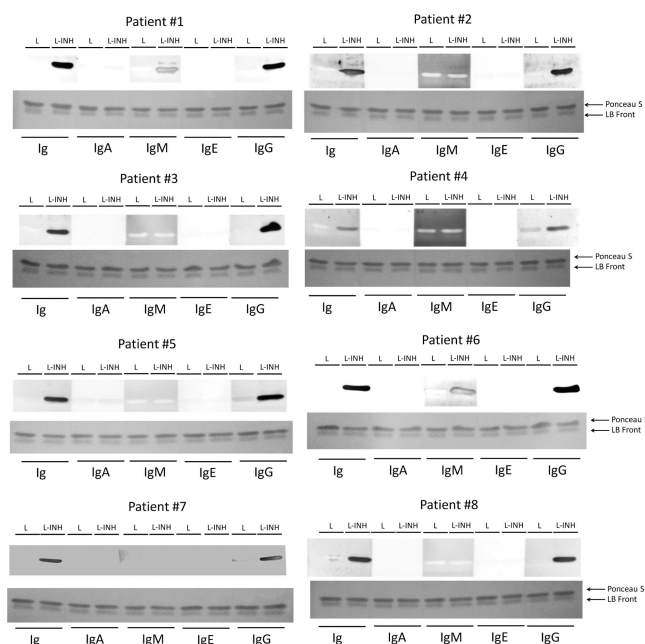 Patient #1
L L-INH L L-INH L L-INH L L-INH L L-INH
Ig IgA IgM IgE IgG
Patient #2
L L-INH L L-INH L L-INH L L-INH L L-INH
Ponceau S
LB Front
Ig IgA IgM IgE IgG
Patient #3
L L-INH L L-INH L L-INH L L-INH L L-INH
Ig IgA IgM IgE IgG
Patient #4
L L-INH L L-INH L L-INH L L-INH L L-INH
Ponceau S
LB Front
Ig IgA IgM IgE IgG
Patient #5
L L-INH L L-INH L L-INH L L-INH L L-INH
Ig IgA IgM IgE IgG
Patient #6
L L-INH L L-INH L L-INH L L-INH L L-INH
Ponceau
LB Front
Ig IgA IgM IgE IgG
Patient #7
L L-INH L L-INH L L-INH L L-INH L L-INH
Ig IgA IgM IgE IgG
Patient #8
L L-INH L L-INH L L-INH L L-INH L L-INH
Ponceau S
LB Front
Ig IgA IgM IgE IgG